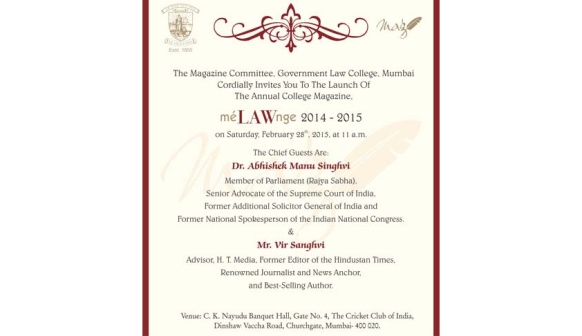 Estd. 1855
Mag
The Magazine Committee, Government Law College, Mumbai
Cordially Invites You To The Launch Of
The Annual College Magazine,
méLAWnge 2014 - 2015
on Saturday, February 28th, 2015, at 11 a.m.
The Chief Guests Are:
Dr. Abhishek Manu Singhvi
Member of Parliament (Rajya Sabha),
Senior Advocate of the Supreme Court of India,
Former Additional Solicitor General of India and
Former National Spokesperson of the Indian National Congress.
&
Mr. Vir Sanghvi
Advisor, H. T. Media, Former Editor of the Hindustan Times,
Renowned Journalist and News Anchor,
and Best-Selling Author.
Venue: C. K. Nayudu Banquet Hall, Gate No. 4, The Cricket Club of India,
Dinshaw Vaccha Road, Churchgate, Mumbai- 400 020.